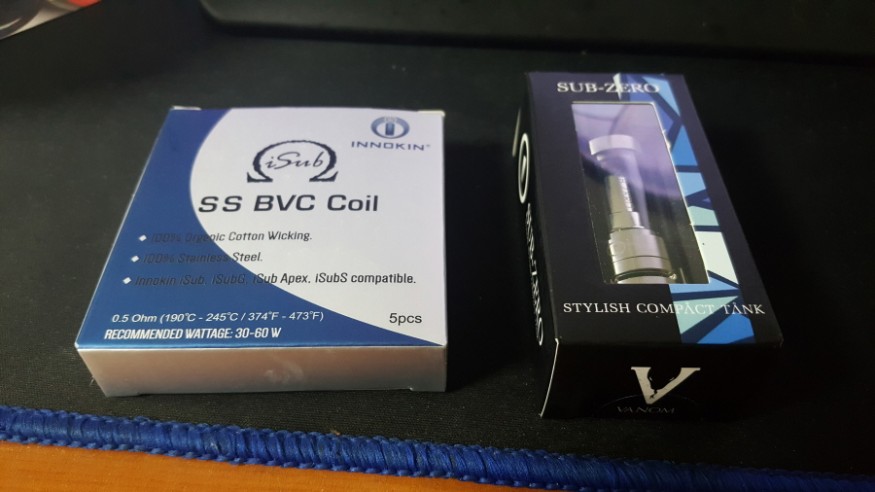 INNOKIN®
iSub
SS BVC Coil
100% Organic Cotton Wicking.
100% Stainless Steel.
Innokin iSub, iSubG, iSub Apex, iSubS compatible.
0.5 Ohm (190°C - 245°C / 374°F - 473°F)
5pcs
RECOMMENDED WATTAGE: 30-60 W
SUB-ZERO
SUB-ZERO
STYLISH COMPACT TANK
V
VANOM